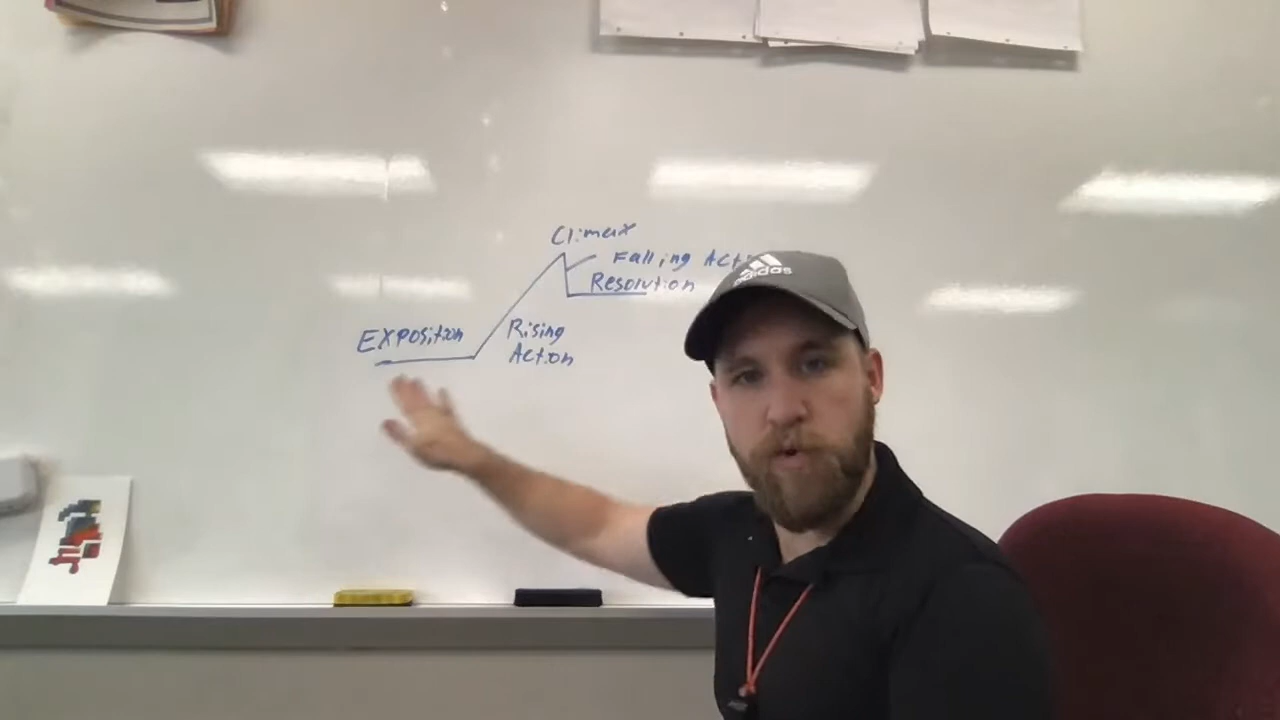 Climax
Falling Act
Resolution
Exposition
Rising
Action
adidas